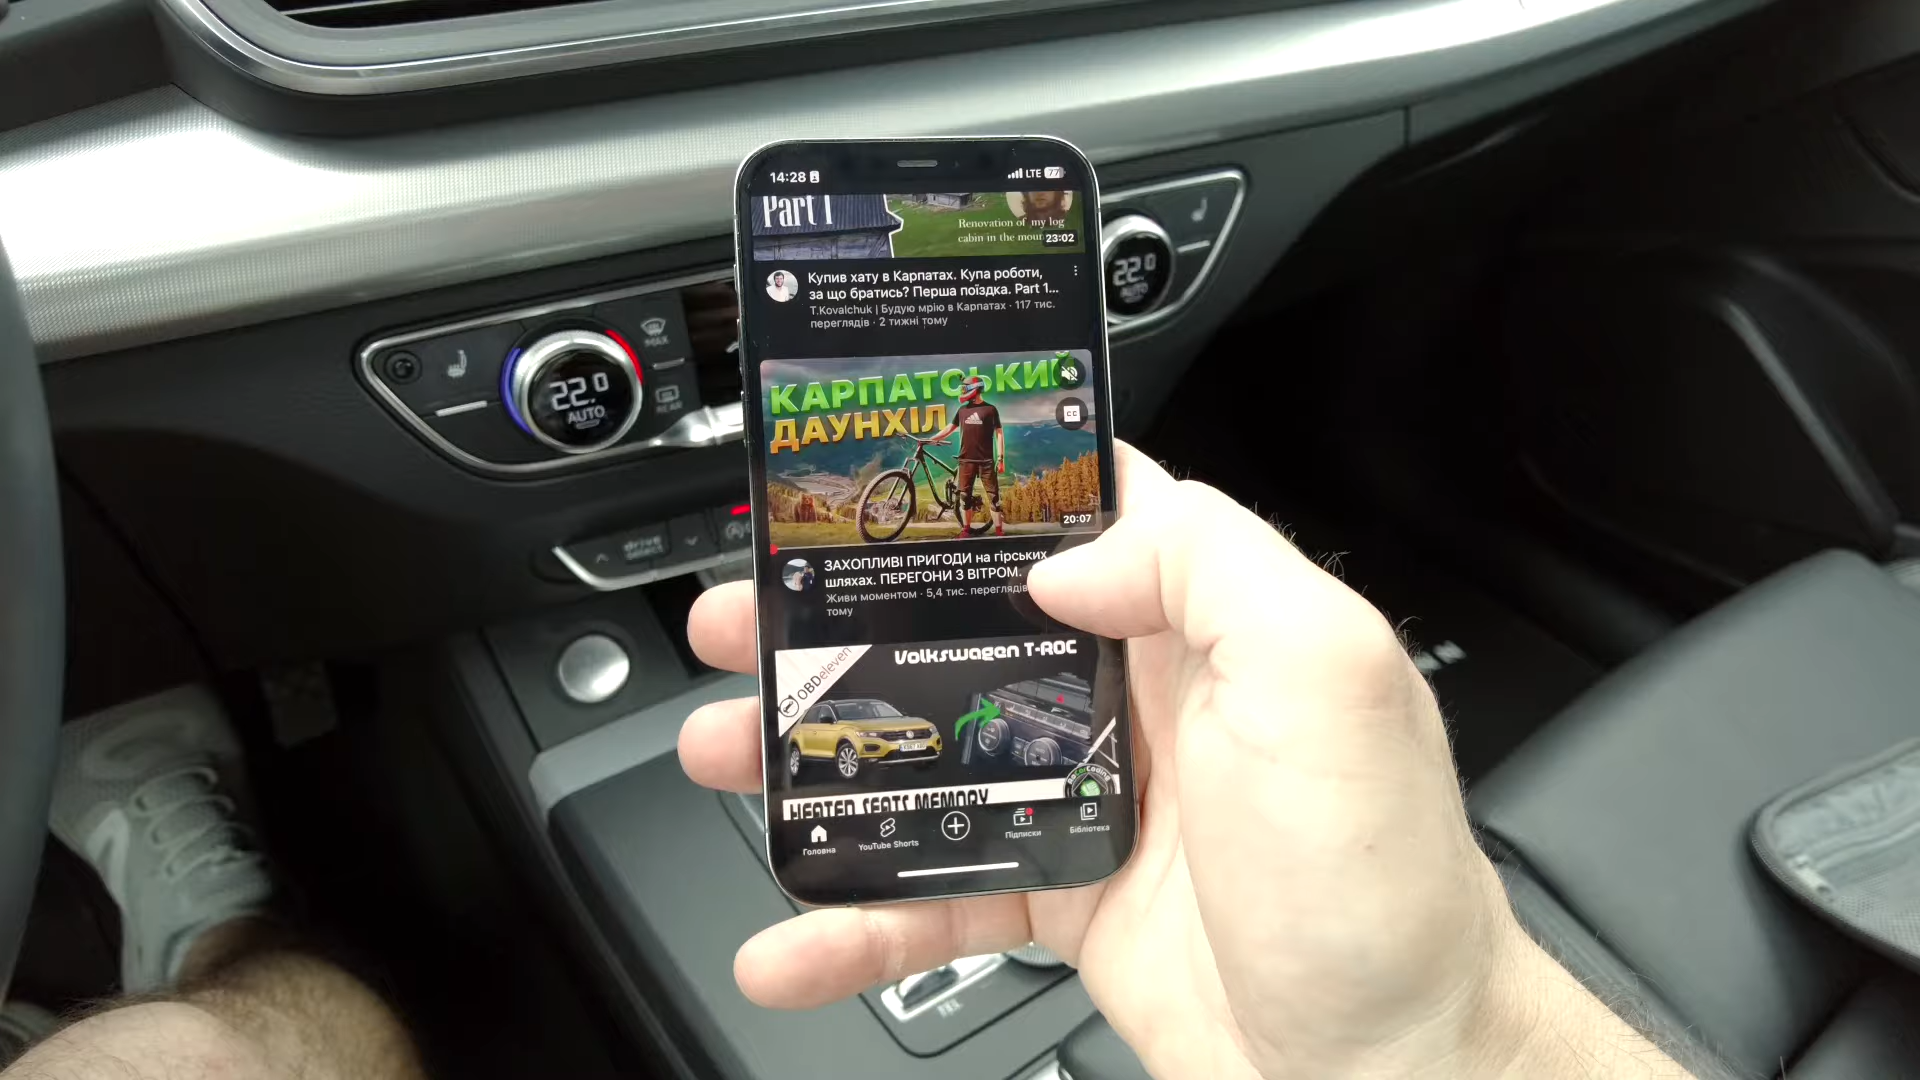 14:28
LTE 77
Part 1
Renovation of my log
cabin in the
23:02
Купив хату в Карпатах. Купа роботи,
за що братись? Перша поїздка. Part 1...
T.Kovalchuk | Будую мрію в Карпатах · 117 тис.
переглядів · 2 тижні тому
КАРПАТСЬКИЙ
ДАУНХІЛ
CC
20:07
ЗАХОПЛИВІ ПРИГОДИ на гірських
шляхах. ПЕРЕГОНИ З ВІТРОМ.
Живи моментом · 5,4 тис. переглядів
тому
OBDeleven
Volkswagen T-ROC
HEATED SEATS MEMORY
Головна
YouTube Shorts
Підписки
Бібліотека
22.0
AUTO
MAX
REAR
22.0
AUTO
drive
select